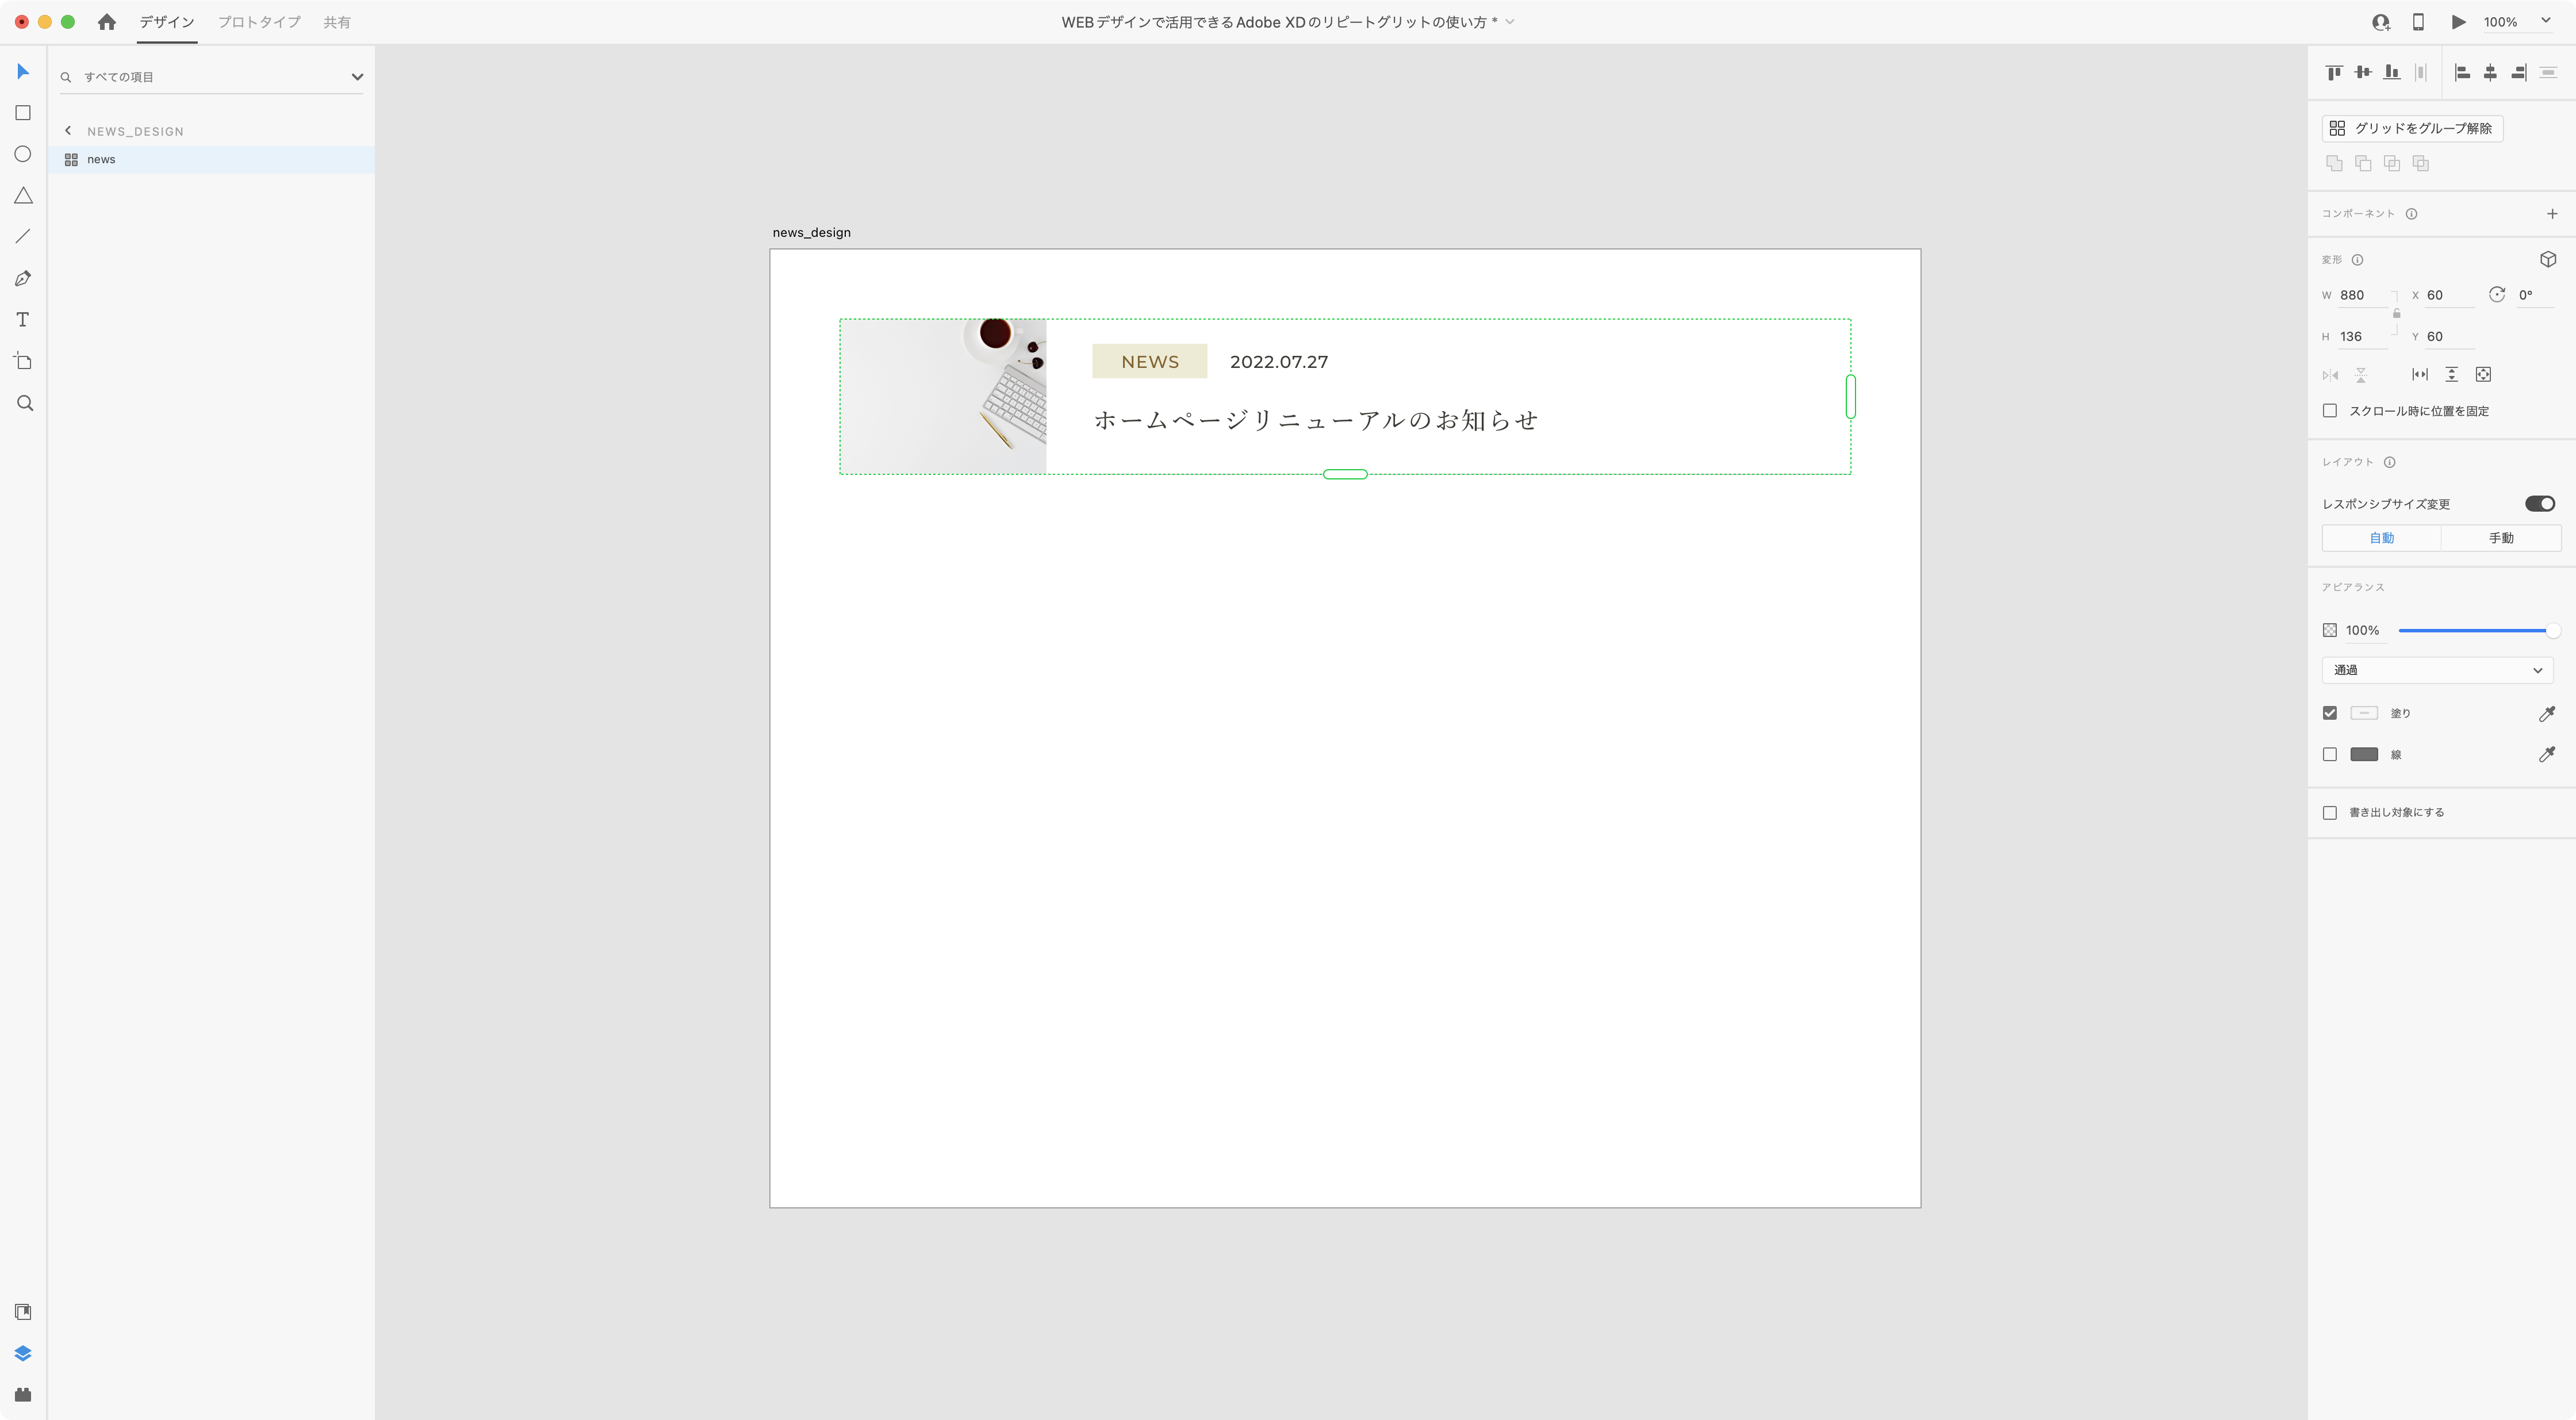 デザイン プロトタイプ 共有
WEBデザインで活用できるAdobe XDのリピートグリットの使い方 *
100%
すべての項目
NEWS_DESIGN
news
news_design
NEWS 2022.07.27
ホームページリニューアルのお知らせ
グリッドをグループ解除
コンポーネント
変形
W 880 X 60 0°
H 136 Y 60
スクロール時に位置を固定
レイアウト
レスポンシブサイズ変更
自動 手動
アピアランス
100%
通過
塗り
線
書き出し対象にする